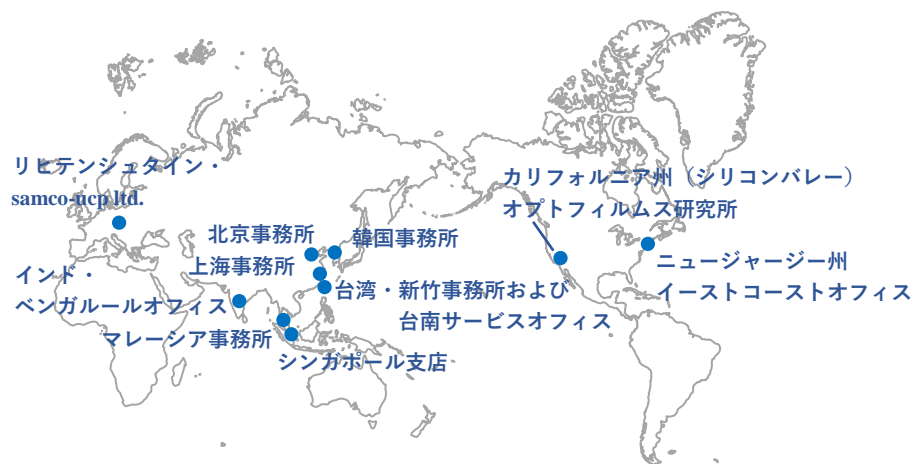 リヒテンシュタイン・
samco-ucp ltd.
カリフォルニア州（シリコンバレー）
オプトフィルムス研究所
北京事務所
韓国事務所
上海事務所
ニュージャージー州
イーストコーストオフィス
インド・
ベンガルールオフィス
台湾・新竹事務所および
台南サービスオフィス
マレーシア事務所
シンガポール支店